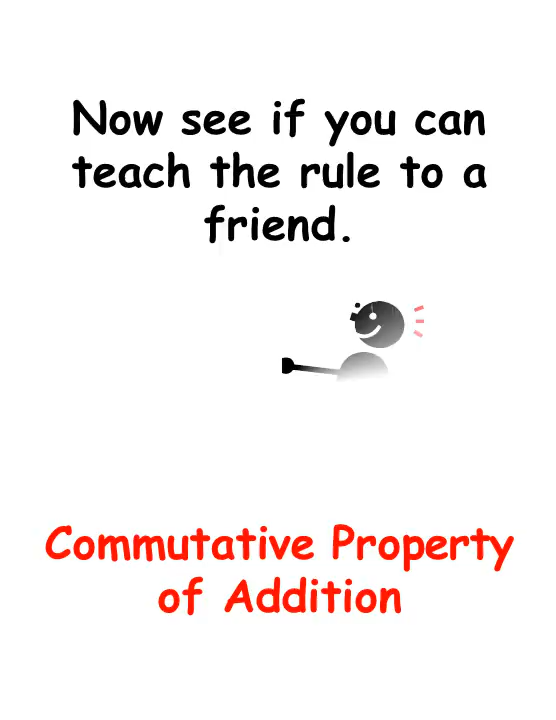 Now see if you can
teach the rule to a
friend.
Commutative Property
of Addition